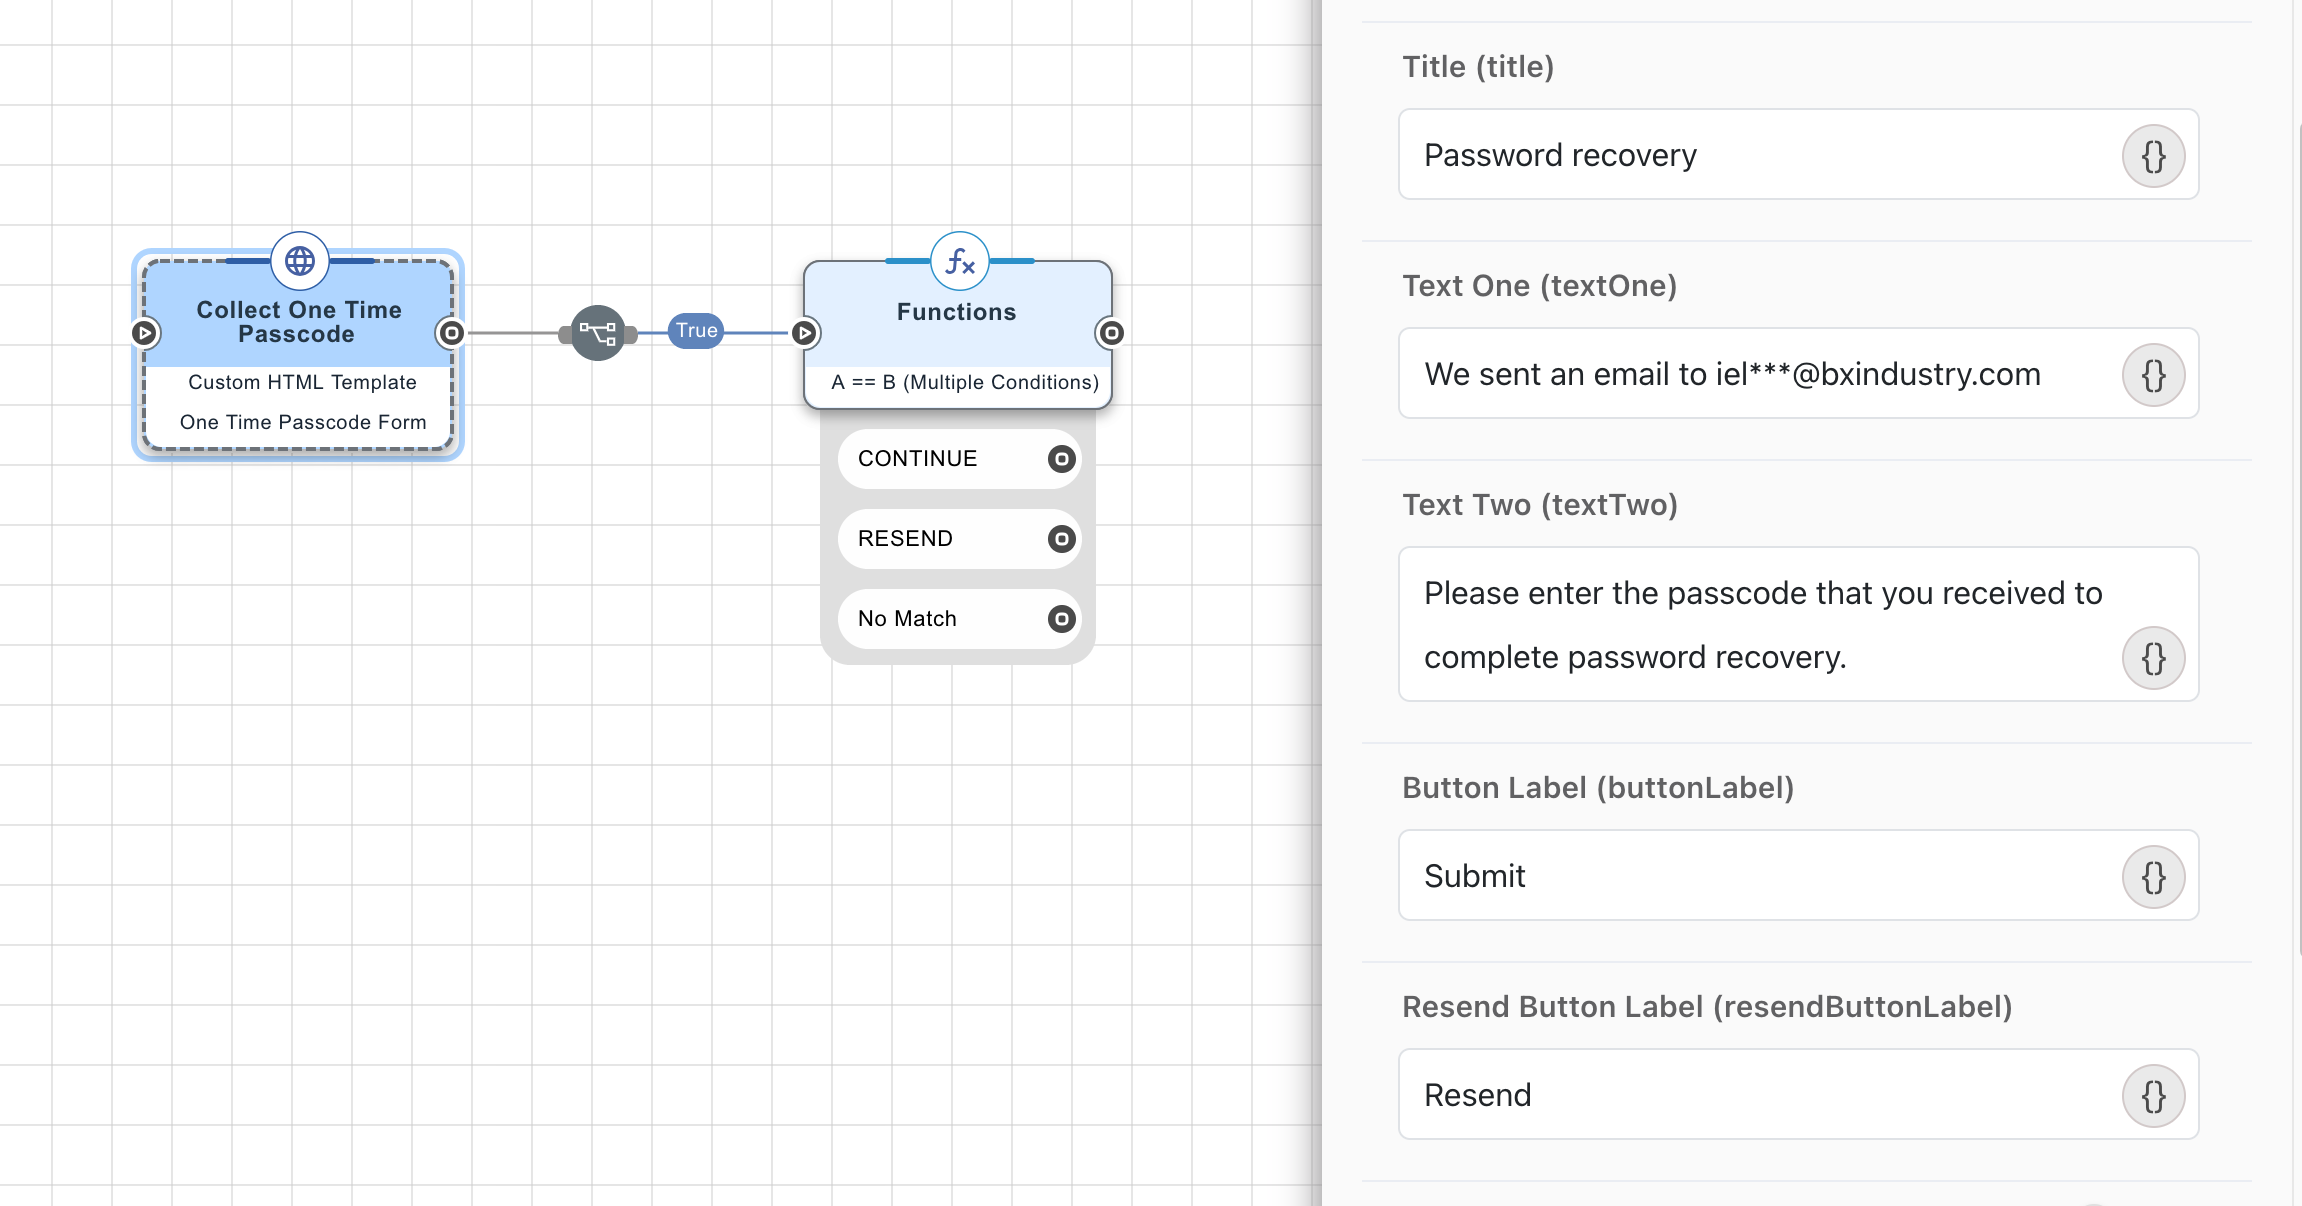 Collect One Time
Passcode
Custom HTML Template
One Time Passcode Form
True
Functions
A == B (Multiple Conditions)
CONTINUE
RESEND
No Match
Title (title)
Password recovery
{}
Text One (textOne)
We sent an email to iel***@bxindustry.com
{}
Text Two (textTwo)
Please enter the passcode that you received to
complete password recovery.
{}
Button Label (buttonLabel)
Submit
{}
Resend Button Label (resendButtonLabel)
Resend
{}